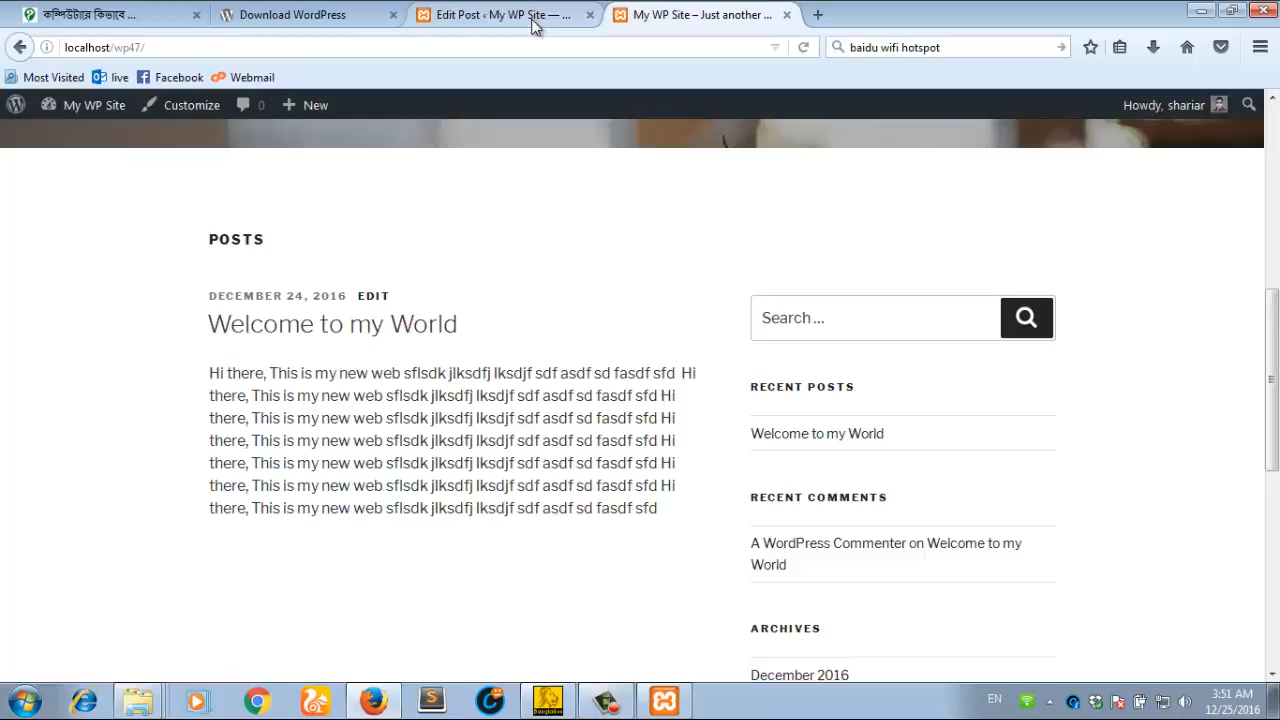 কম্পিউটারে কিভাবে ...
Download WordPress
Edit Post ‹ My WP Site — ...
My WP Site – Just another ...
localhost/wp47/
baidu wifi hotspot
Most Visited
live
Facebook
Webmail
My WP Site
Customize
0
New
Howdy, shariar
POSTS
DECEMBER 24, 2016 EDIT
Welcome to my World
Hi there, This is my new web sflsdk jlksdfj lksdjf sdf asdf sd fasdf sfd Hi
there, This is my new web sflsdk jlksdfj lksdjf sdf asdf sd fasdf sfd Hi
there, This is my new web sflsdk jlksdfj lksdjf sdf asdf sd fasdf sfd Hi
there, This is my new web sflsdk jlksdfj lksdjf sdf asdf sd fasdf sfd Hi
there, This is my new web sflsdk jlksdfj lksdjf sdf asdf sd fasdf sfd Hi
there, This is my new web sflsdk jlksdfj lksdjf sdf asdf sd fasdf sfd Hi
there, This is my new web sflsdk jlksdfj lksdjf sdf asdf sd fasdf sfd
Search ...
RECENT POSTS
Welcome to my World
RECENT COMMENTS
A WordPress Commenter on Welcome to my
World
ARCHIVES
December 2016
Banglalion
EN
3:51 AM
12/25/2016